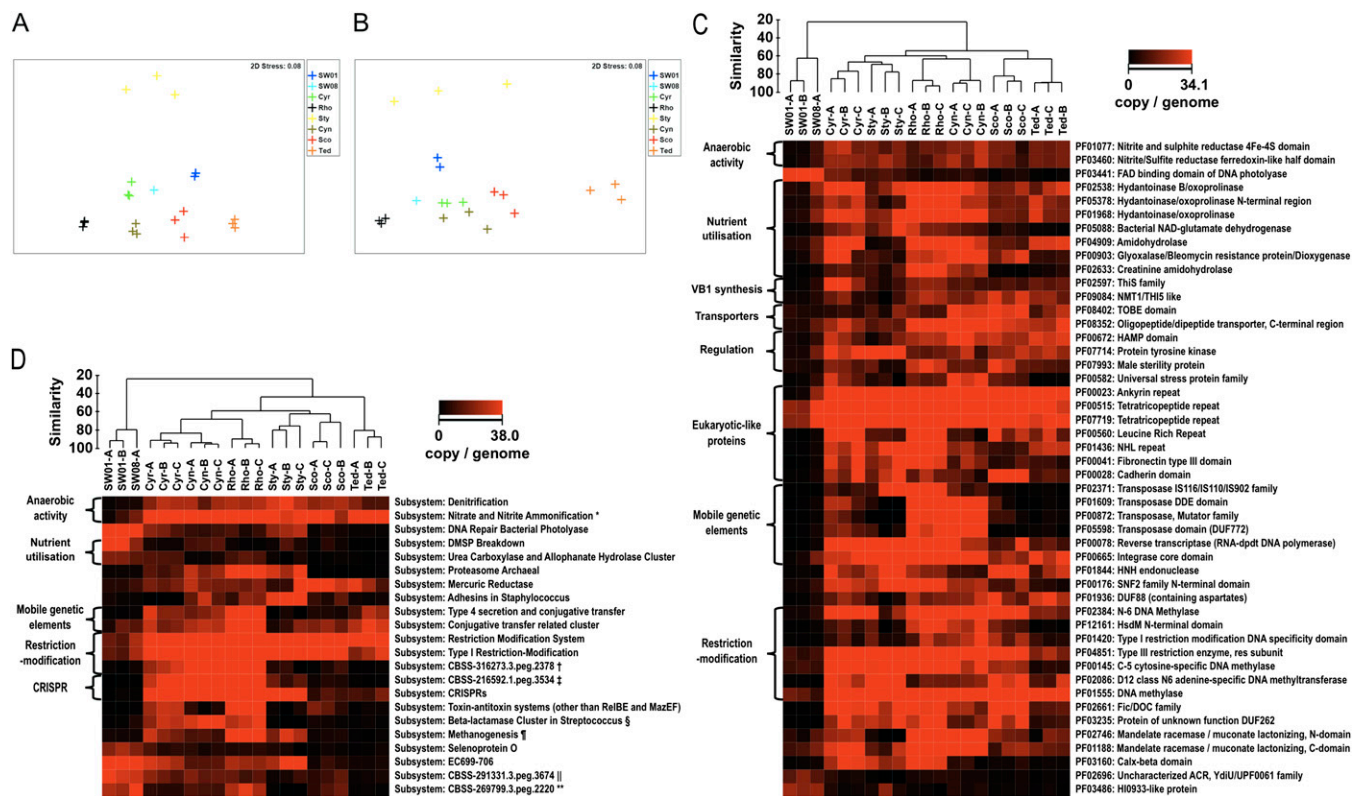 A
2D Stress: 0.08
SW01
SW08
Cyr
Rho
Sty
Cyn
Sco
Ted
B
2D Stress: 0.08
SW01
SW08
Cyr
Rho
Sty
Cyn
Sco
Ted
C
Similarity
20
40
60
80
100
0 34.1
copy / genome
SW01-A
SW01-B
SW08-A
Cyr-A
Cyr-B
Cyr-C
Sty-A
Sty-B
Sty-C
Rho-A
Rho-B
Rho-C
Cyn-A
Cyn-C
Cyn-B
Sco-A
Sco-B
Sco-C
Ted-A
Ted-C
Ted-B
Anaerobic
activity
Nutrient
utilisation
VB1 synthesis
Transporters
Regulation
Eukaryotic-like
proteins
Mobile genetic
elements
Restriction
-modification
PF01077: Nitrite and sulphite reductase 4Fe-4S domain
PF03460: Nitrite/Sulfite reductase ferredoxin-like half domain
PF03441: FAD binding domain of DNA photolyase
PF02538: Hydantoinase B/oxoprolinase
PF05378: Hydantoinase/oxoprolinase N-terminal region
PF01968: Hydantoinase/oxoprolinase
PF05088: Bacterial NAD-glutamate dehydrogenase
PF04909: Amidohydrolase
PF00903: Glyoxalase/Bleomycin resistance protein/Dioxygenase
PF02633: Creatinine amidohydrolase
PF02597: ThiS family
PF09084: NMT1/THI5 like
PF08402: TOBE domain
PF08352: Oligopeptide/dipeptide transporter, C-terminal region
PF00672: HAMP domain
PF07714: Protein tyrosine kinase
PF07993: Male sterility protein
PF00582: Universal stress protein family
PF00023: Ankyrin repeat
PF00515: Tetratricopeptide repeat
PF07719: Tetratricopeptide repeat
PF00560: Leucine Rich Repeat
PF01436: NHL repeat
PF00041: Fibronectin type III domain
PF00028: Cadherin domain
PF02371: Transposase IS116/IS110/IS902 family
PF01609: Transposase DDE domain
PF00872: Transposase, Mutator family
PF05598: Transposase domain (DUF772)
PF00078: Reverse transcriptase (RNA-dpdt DNA polymerase)
PF00665: Integrase core domain
PF01844: HNH endonuclease
PF00176: SNF2 family N-terminal domain
PF01936: DUF88 (containing aspartates)
PF02384: N-6 DNA Methylase
PF12161: HsdM N-terminal domain
PF01420: Type I restriction modification DNA specificity domain
PF04851: Type III restriction enzyme, res subunit
PF00145: C-5 cytosine-specific DNA methylase
PF02086: D12 class N6 adenine-specific DNA methyltransferase
PF01555: DNA methylase
PF02661: Fic/DOC family
PF03235: Protein of unknown function DUF262
PF02746: Mandelate racemase / muconate lactonizing, N-domain
PF01188: Mandelate racemase / muconate lactonizing, C-domain
PF03160: Calx-beta domain
PF02696: Uncharacterized ACR, YdiU/UPF0061 family
PF03486: HI0933-like protein
D
Similarity
20
40
60
80
100
0 38.0
copy / genome
SW01-A
SW01-B
SW08-A
Cyr-A
Cyr-B
Cyr-C
Cyn-A
Cyn-B
Cyn-C
Rho-A
Rho-B
Rho-C
Sty-A
Sty-B
Sty-C
Sco-A
Sco-C
Sco-B
Ted-A
Ted-B
Ted-C
Anaerobic
activity
Nutrient
utilisation
Mobile genetic
elements
Restriction
-modification
CRISPR
Subsystem: Denitrification
Subsystem: Nitrate and Nitrite Ammonification *
Subsystem: DNA Repair Bacterial Photolyase
Subsystem: DMSP Breakdown
Subsystem: Urea Carboxylase and Allophanate Hydrolase Cluster
Subsystem: Proteasome Archaeal
Subsystem: Mercuric Reductase
Subsystem: Adhesins in Staphylococcus
Subsystem: Type 4 secretion and conjugative transfer
Subsystem: Conjugative transfer related cluster
Subsystem: Restriction Modification System
Subsystem: Type I Restriction-Modification
Subsystem: CBSS-316273.3.peg.2378 †
Subsystem: CBSS-216592.1.peg.3534 ‡
Subsystem: CRISPRs
Subsystem: Toxin-antitoxin systems (other than RelBE and MazEF)
Subsystem: Beta-lactamase Cluster in Streptococcus §
Subsystem: Methanogenesis ¶
Subsystem: Selenoprotein O
Subsystem: EC699-706
Subsystem: CBSS-291331.3.peg.3674 ||
Subsystem: CBSS-269799.3.peg.2220 **